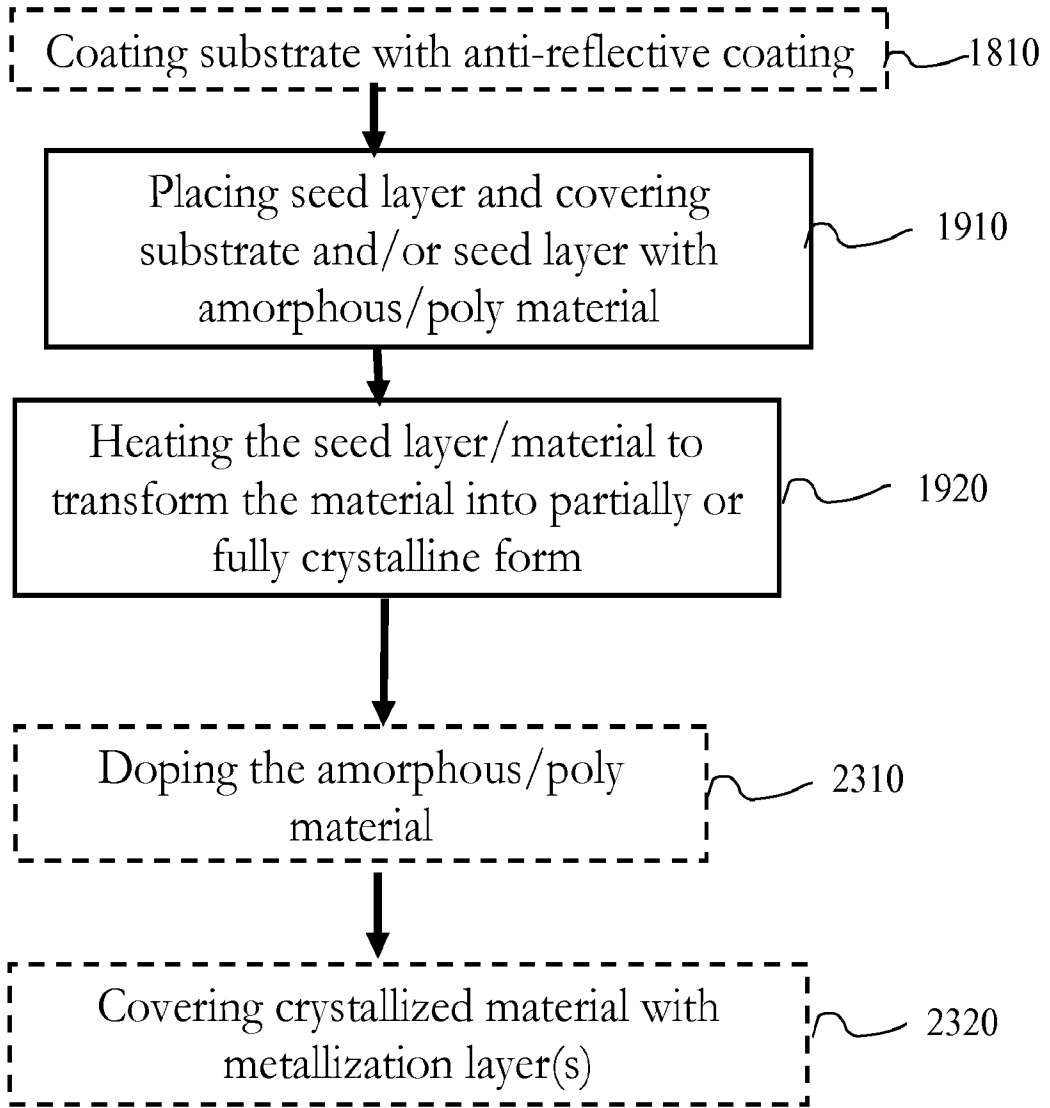 Coating substrate with anti-reflective coating
1810
Placing seed layer and covering
substrate and/or seed layer with
amorphous/poly material
1910
Heating the seed layer/material to
transform the material into partially or
fully crystalline form
1920
Doping the amorphous/poly
material
2310
Covering crystallized material with
metallization layer(s)
2320